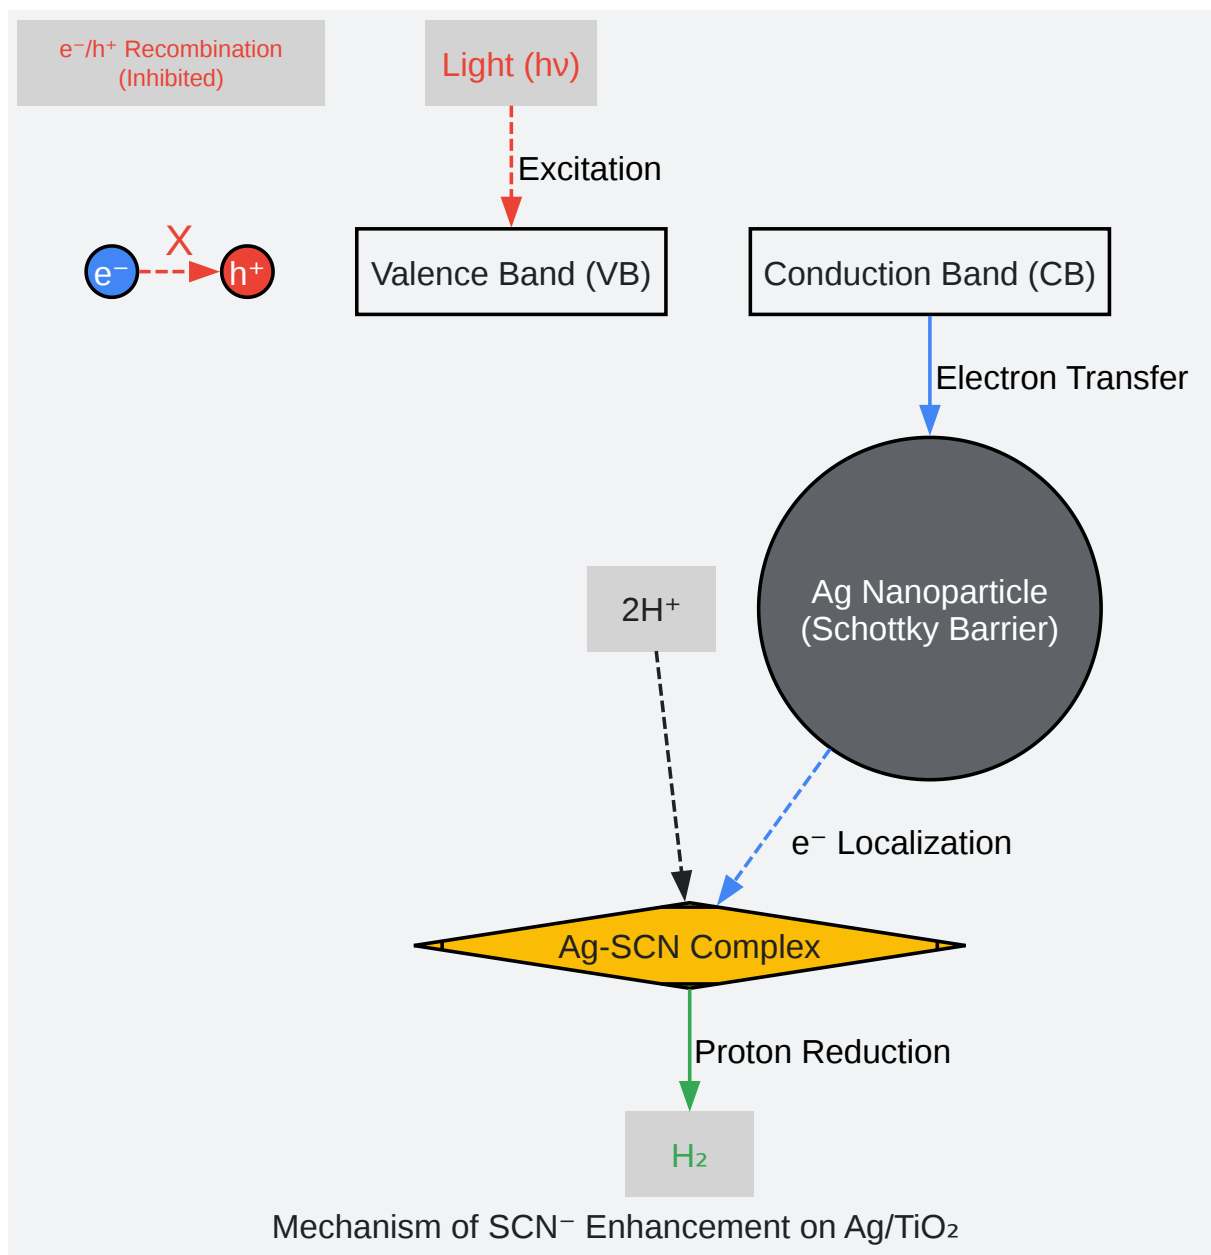 e⁻/h⁺ Recombination
(Inhibited)
Light (hν)
Excitation
X
e⁻
h⁺
Valence Band (VB)
Conduction Band (CB)
Electron Transfer
Ag Nanoparticle
(Schottky Barrier)
2H⁺
e⁻ Localization
Ag-SCN Complex
Proton Reduction
H₂
Mechanism of SCN⁻ Enhancement on Ag/TiO₂